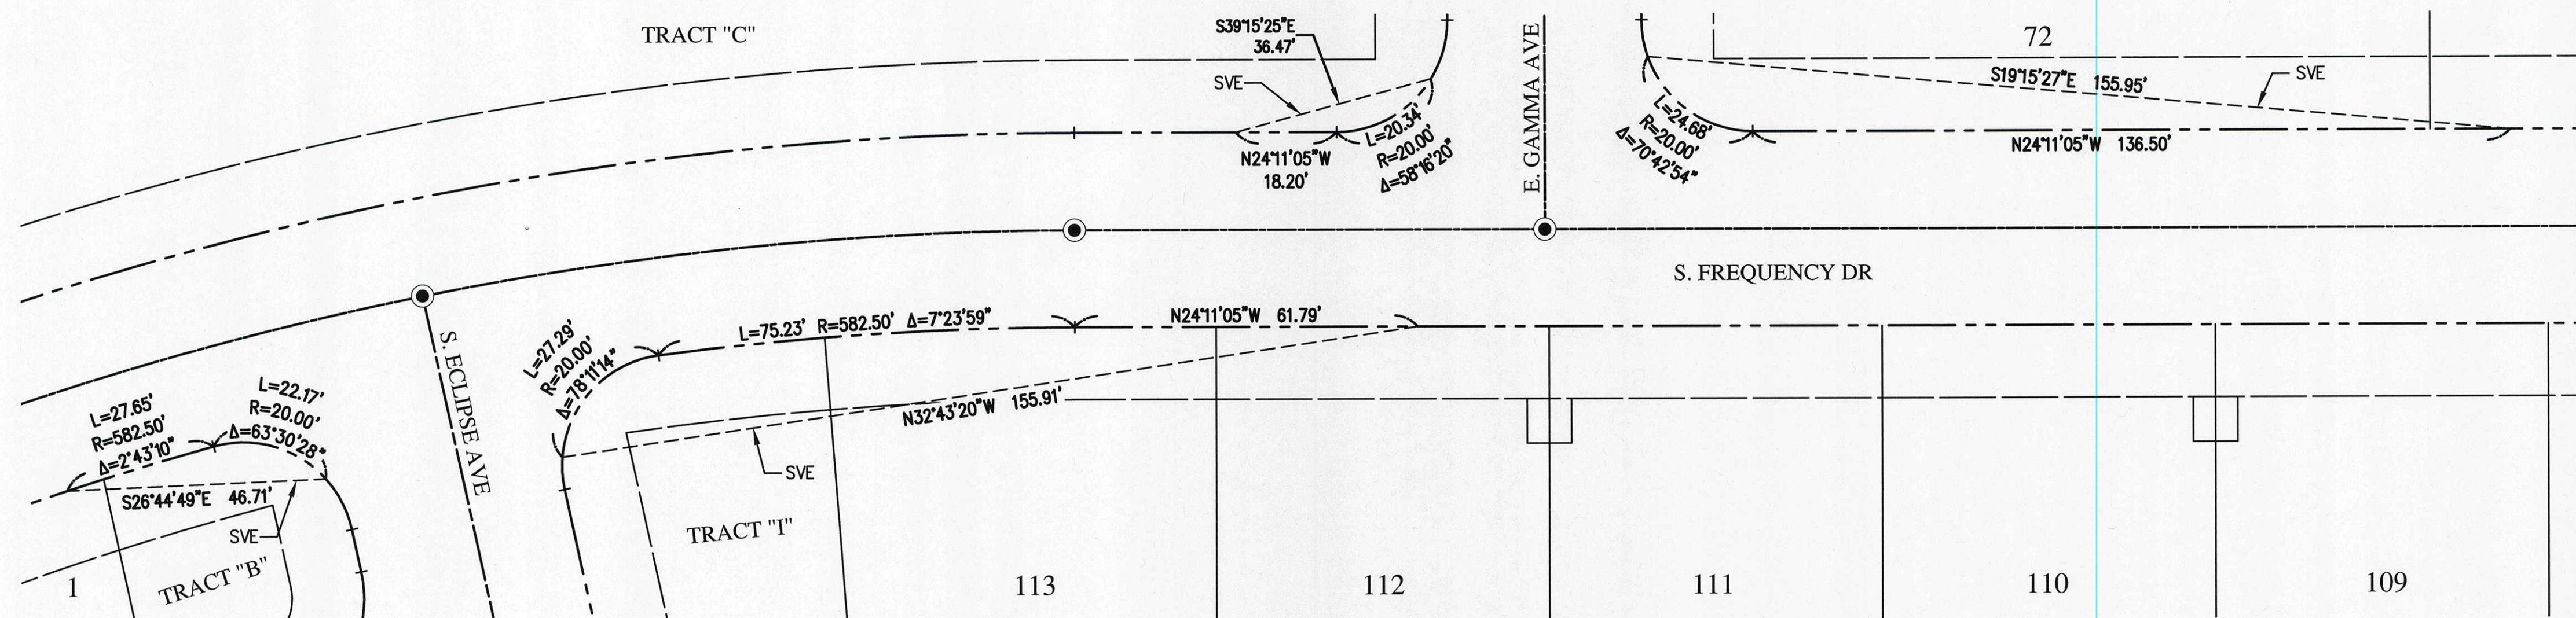 TRACT "C"
S39°15'25"E
36.47'
SVE
N24°11'05"W
18.20'
L=20.34'
R=20.00'
Δ=58°16'20"
E. GAMMA AVE
72
S19°15'27"E 155.95'
SVE
L=24.68'
R=20.00'
Δ=70°42'54"
N24°11'05"W 136.50'
S. FREQUENCY DR
S. ECLIPSE AVE
L=27.29'
R=20.00'
Δ=78°11'14"
L=75.23' R=582.50' Δ=7°23'59"
N24°11'05"W 61.79'
N32°43'20"W 155.91'
SVE
L=27.65'
R=582.50'
Δ=2°43'10"
L=22.17'
R=20.00'
Δ=63°30'28"
S26°44'49"E 46.71'
SVE
TRACT "B"
1
TRACT "I"
113
112
111
110
109